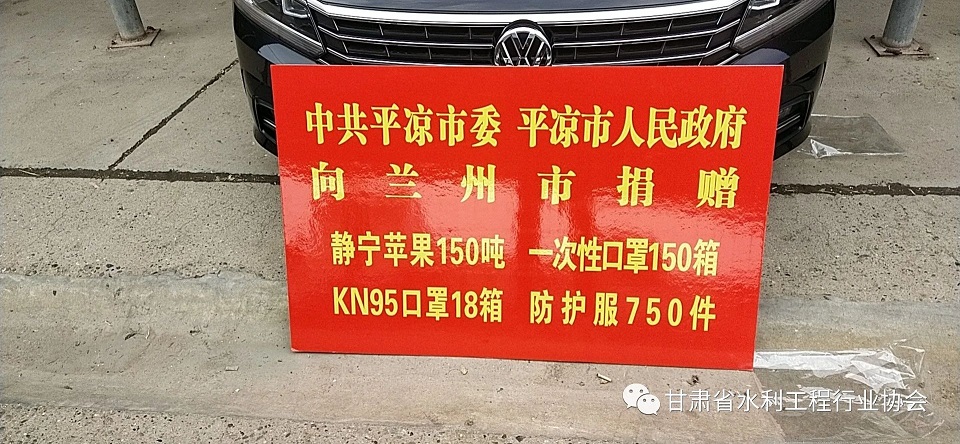 中共平凉市委 平凉市人民政府
向兰州市捐赠
静宁苹果150吨 一次性口罩150箱
KN95口罩18箱 防护服750件
甘肃省水利工程行业协会